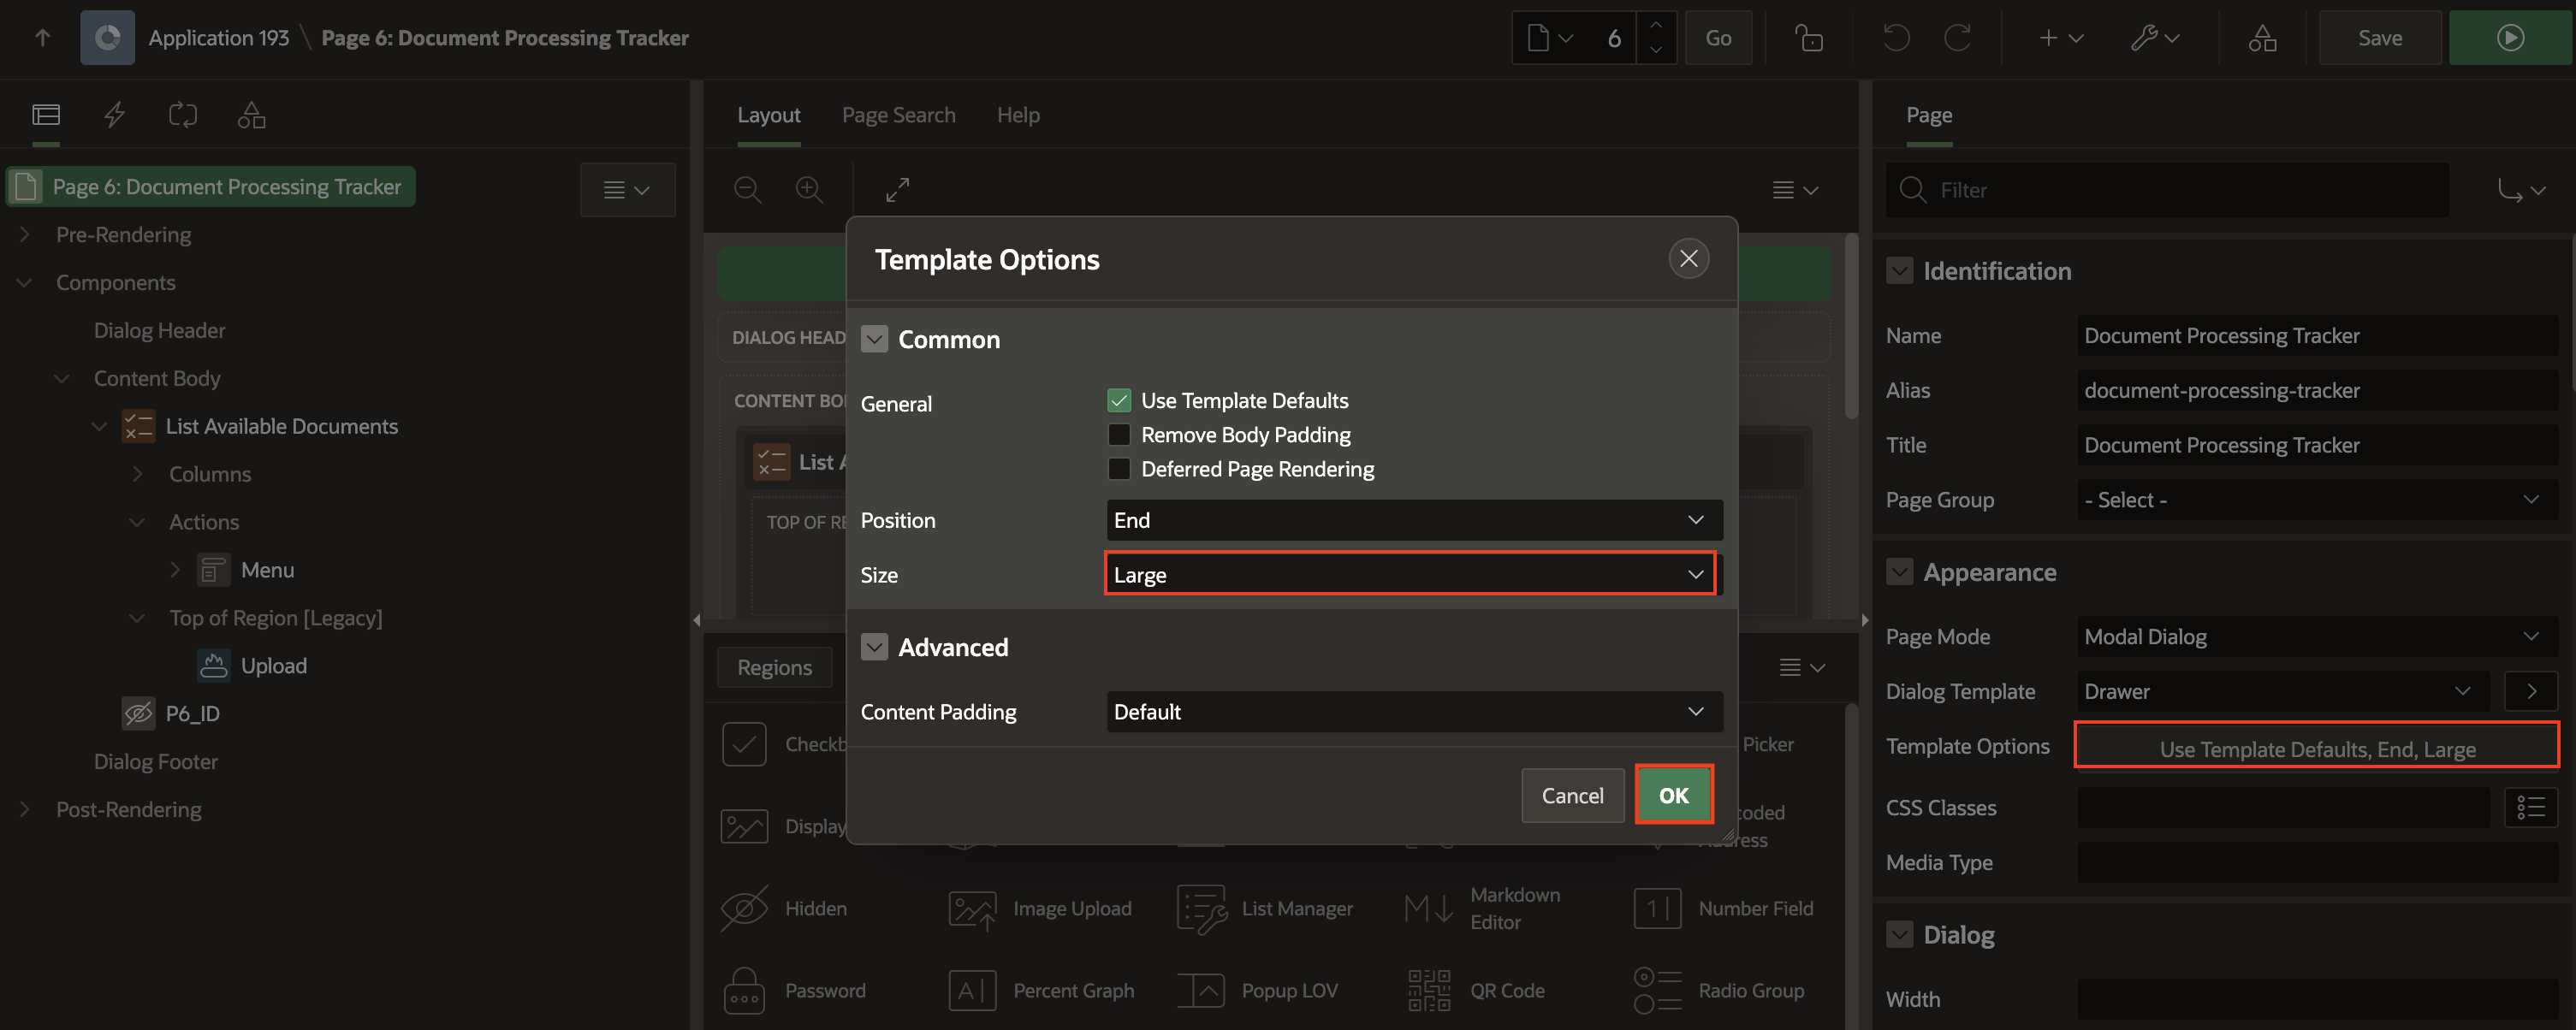 Application 193 \ Page 6: Document Processing Tracker
6
Go
Save
Page 6: Document Processing Tracker
Pre-Rendering
Components
Dialog Header
Content Body
List Available Documents
Columns
Actions
Menu
Top of Region [Legacy]
Upload
P6_ID
Dialog Footer
Post-Rendering
Layout
Page Search
Help
DIALOG HEAD
CONTENT BO
List A
TOP OF RE
Regions
Template Options
Common
General
Use Template Defaults
Remove Body Padding
Deferred Page Rendering
Position
End
Size
Large
Advanced
Content Padding
Default
Cancel
OK
Checkb
Picker
Display
coded
ress
Hidden
Image Upload
List Manager
Markdown
Editor
Number Field
Password
Percent Graph
Popup LOV
QR Code
Radio Group
Page
Filter
Identification
Name
Document Processing Tracker
Alias
document-processing-tracker
Title
Document Processing Tracker
Page Group
- Select -
Appearance
Page Mode
Modal Dialog
Dialog Template
Drawer
Template Options
Use Template Defaults, End, Large
CSS Classes
Media Type
Dialog
Width